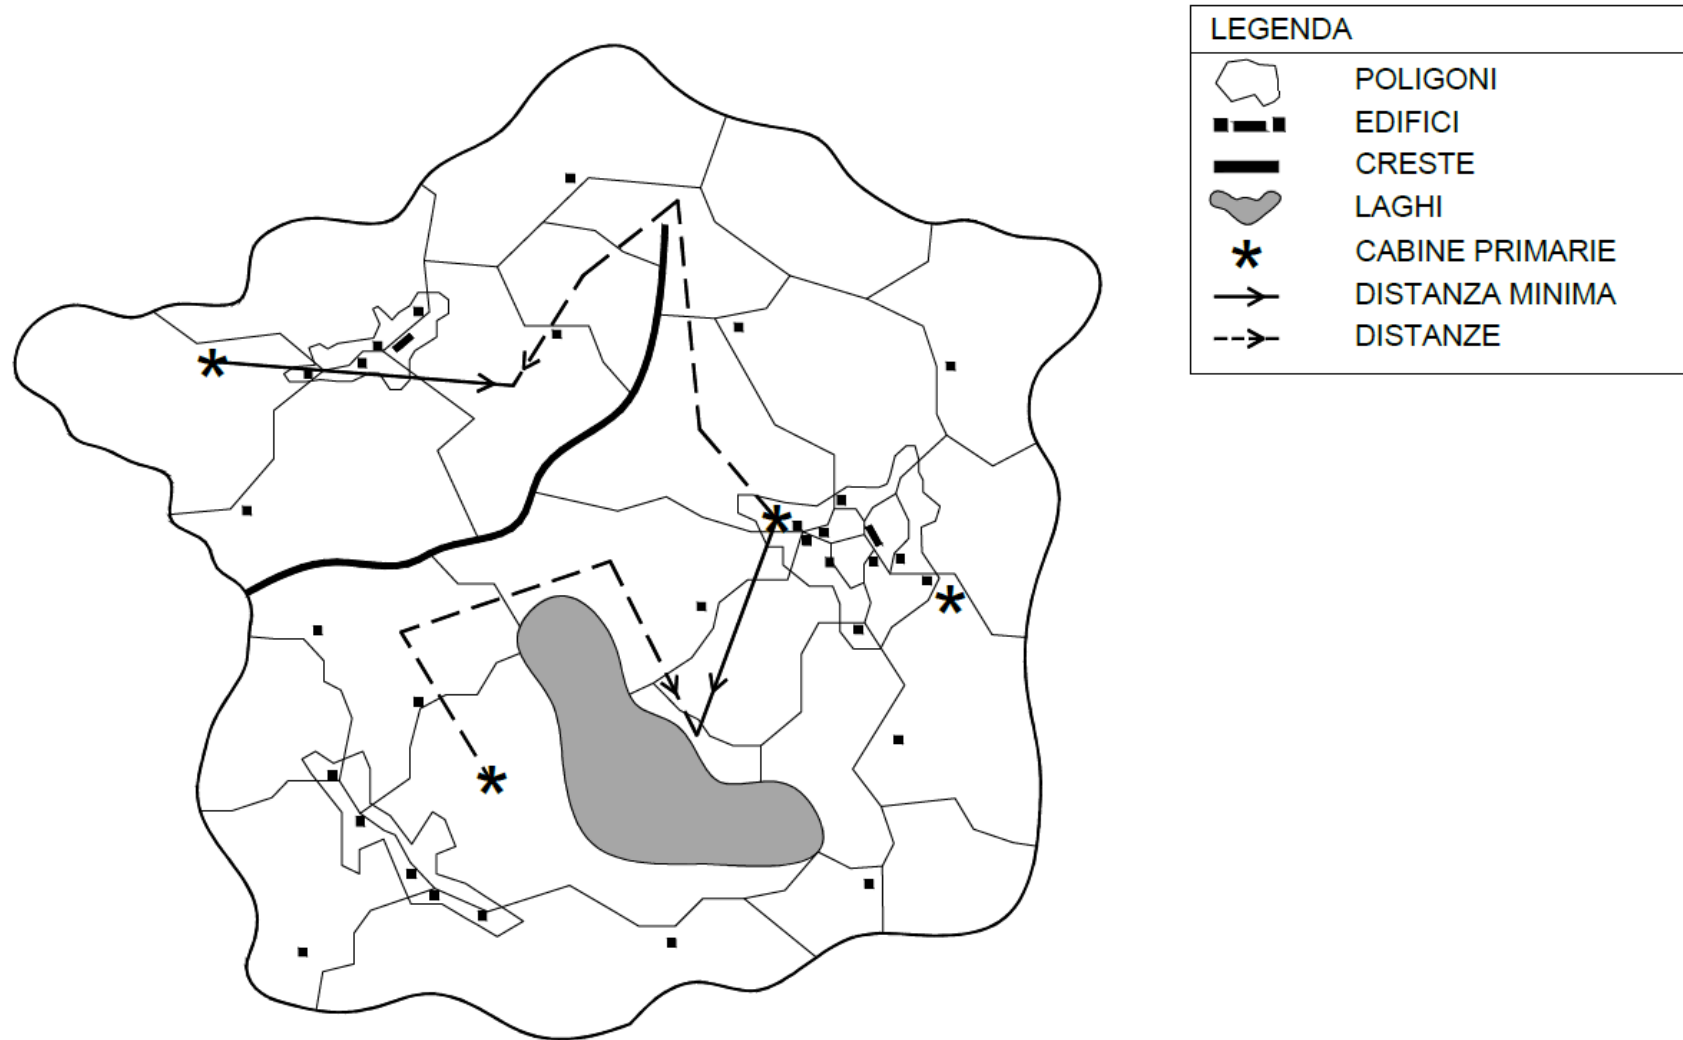 LEGENDA
POLIGONI
EDIFICI
CRESTE
LAGHI
CABINE PRIMARIE
DISTANZA MINIMA
DISTANZE